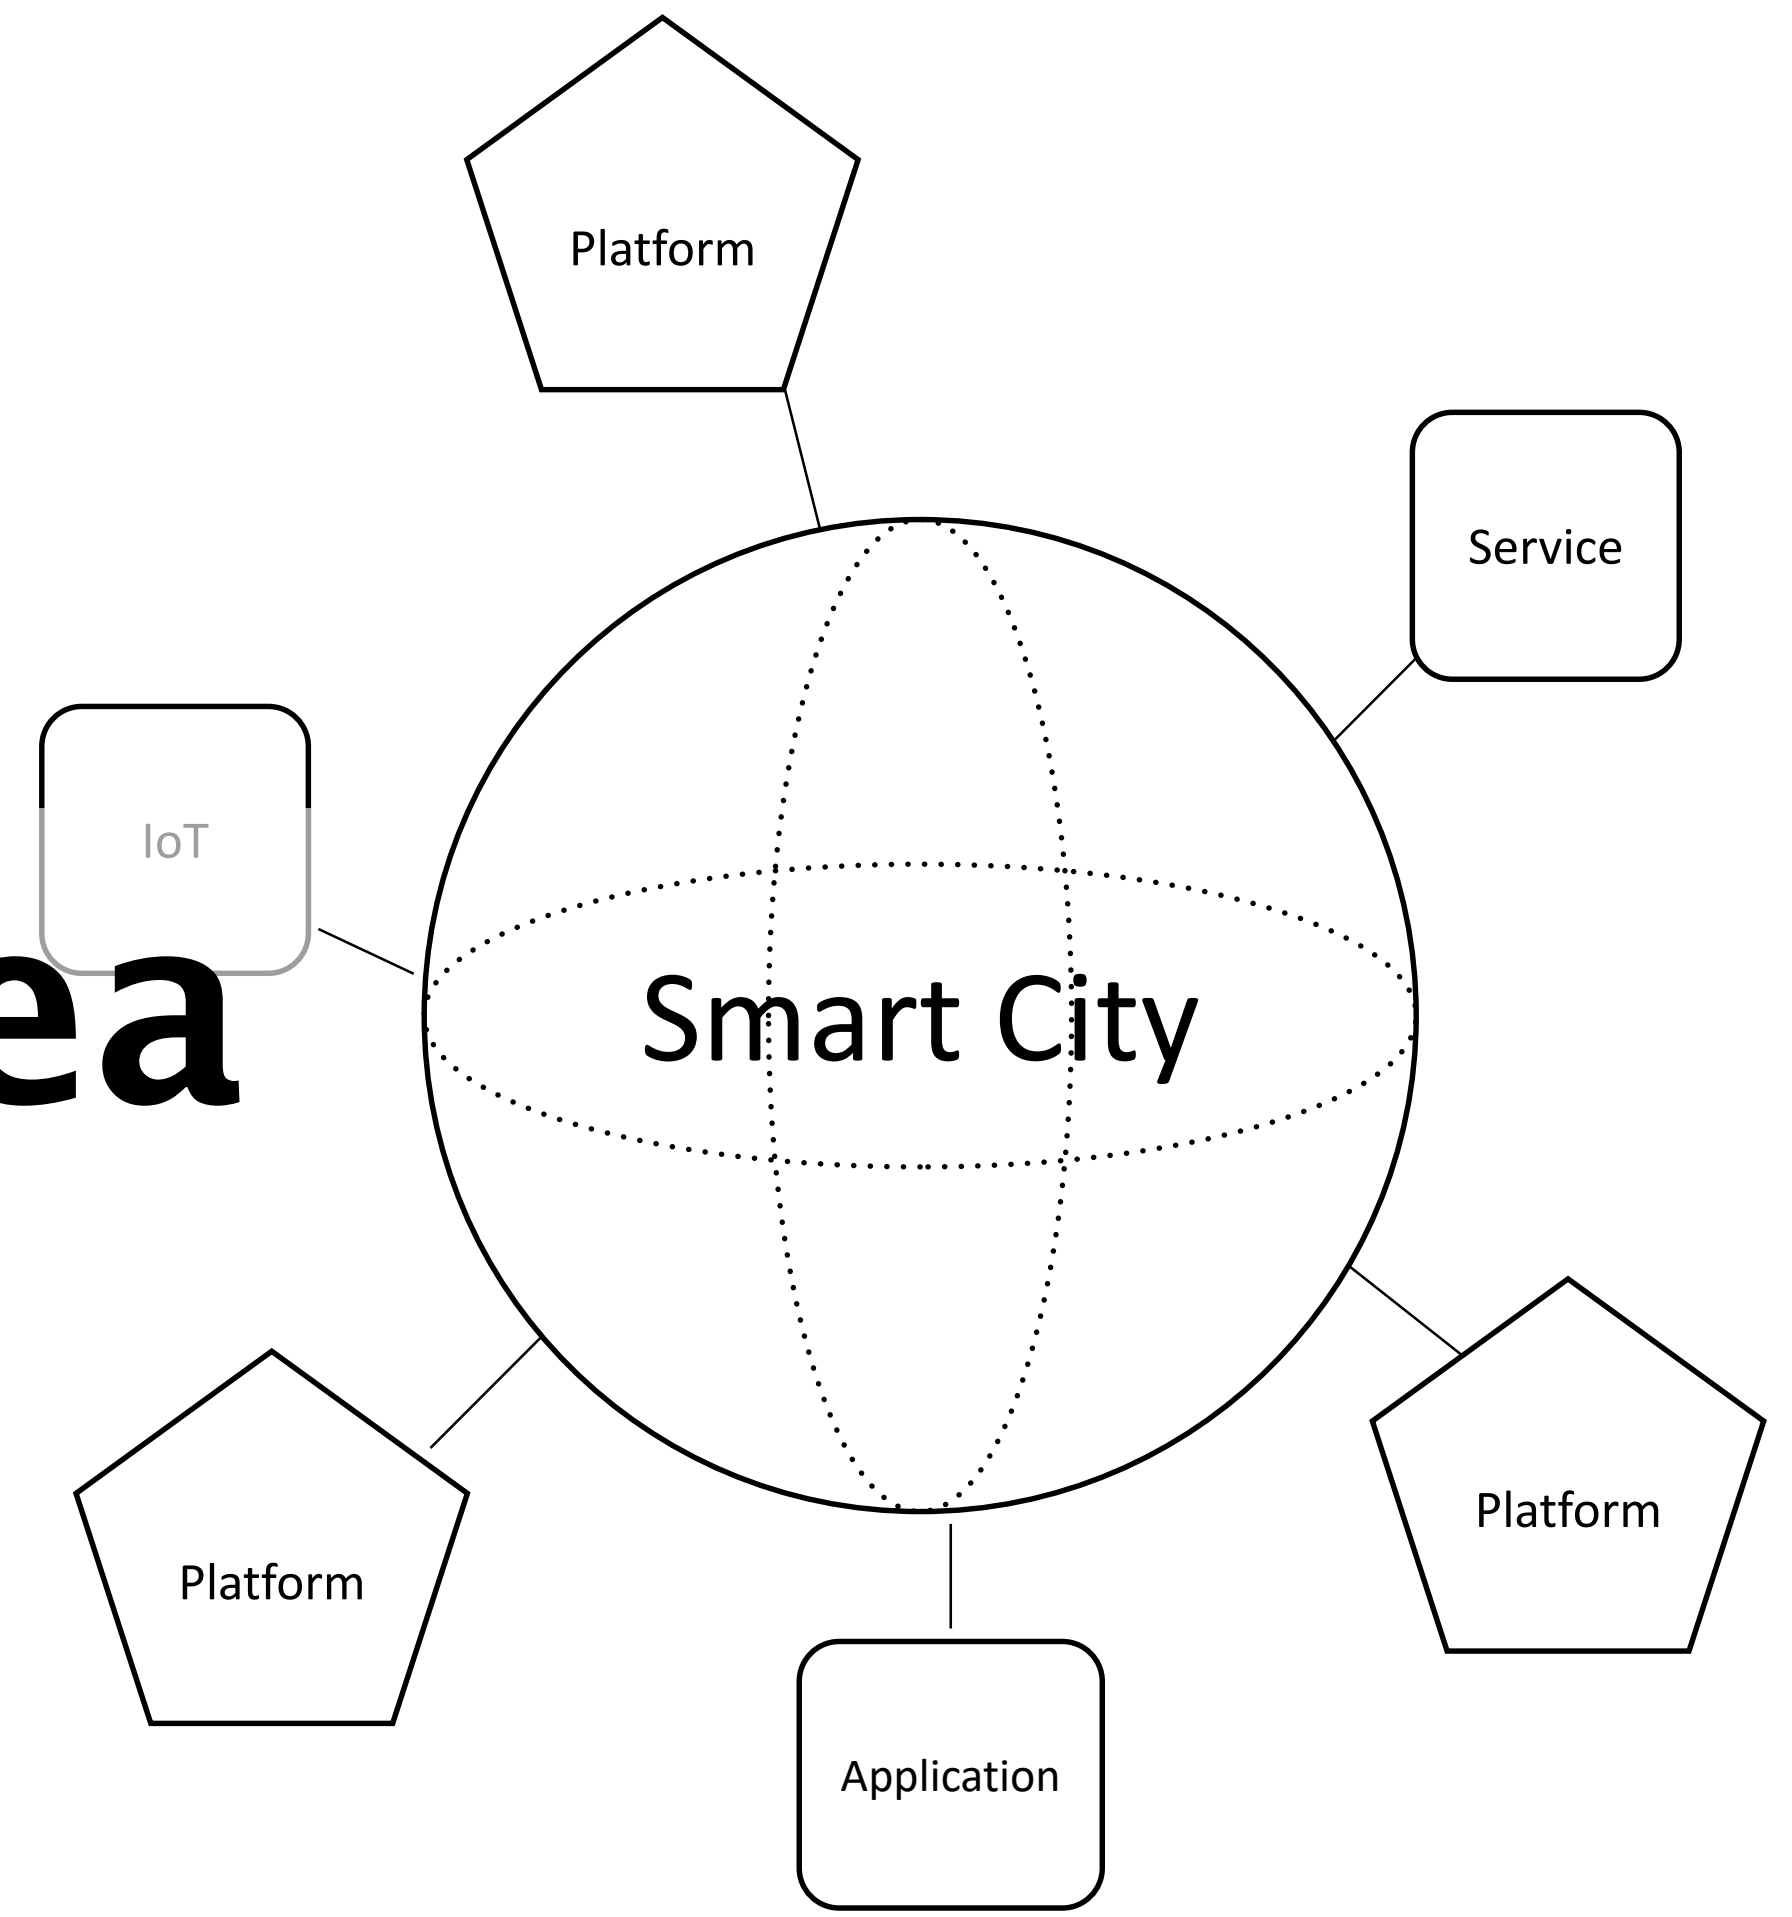 Platform
Service
IoT
ea
Smart City
Platform
Platform
Application